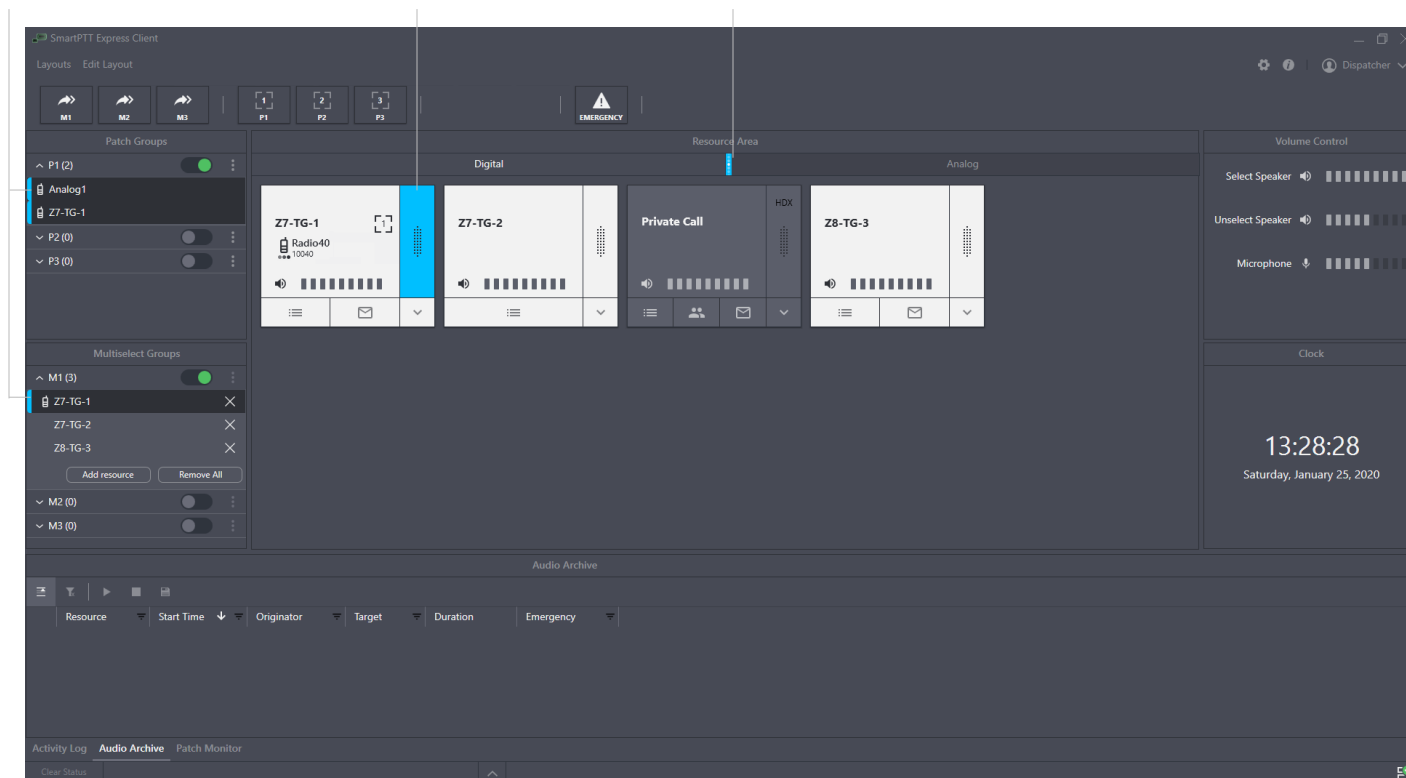 SmartPTT Express Client
Layouts Edit Layout
Dispatcher
M1 M2 M3 1 P1 2 P2 3 P3 EMERGENCY
Patch Groups
P1 (2)
Analog1
Z7-TG-1
P2 (0)
P3 (0)
Multiselect Groups
M1 (3)
Z7-TG-1
Z7-TG-2
Z8-TG-3
Add resource Remove All
M2 (0)
M3 (0)
Resource Area
Digital Analog
Z7-TG-1 1
Radio40
10040
Z7-TG-2
Private Call HDX
Z8-TG-3
Volume Control
Select Speaker
Unselect Speaker
Microphone
Clock
13:28:28
Saturday, January 25, 2020
Audio Archive
Resource Start Time Originator Target Duration Emergency
Activity Log Audio Archive Patch Monitor
Clear Status